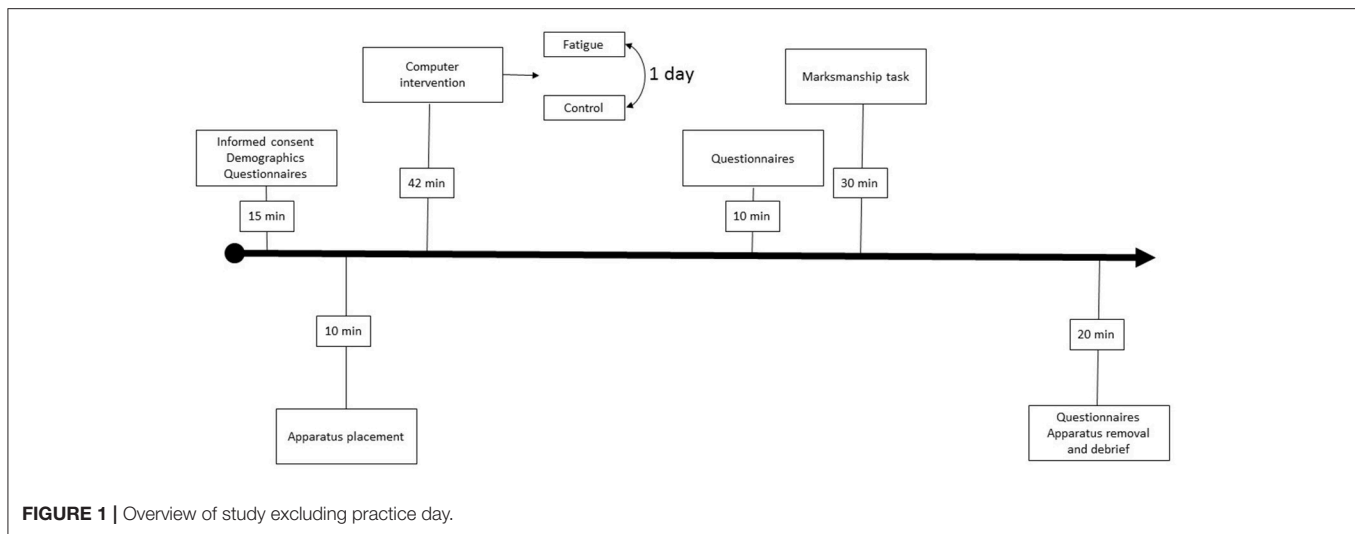 Computer
intervention
Fatigue
1 day
Control
Marksmanship task
Informed consent
Demographics
Questionnaires
Questionnaires
42 min
30 min
15 min
10 min
10 min
20 min
Apparatus placement
Questionnaires
Apparatus removal
and debrief
FIGURE 1 | Overview of study excluding practice day.